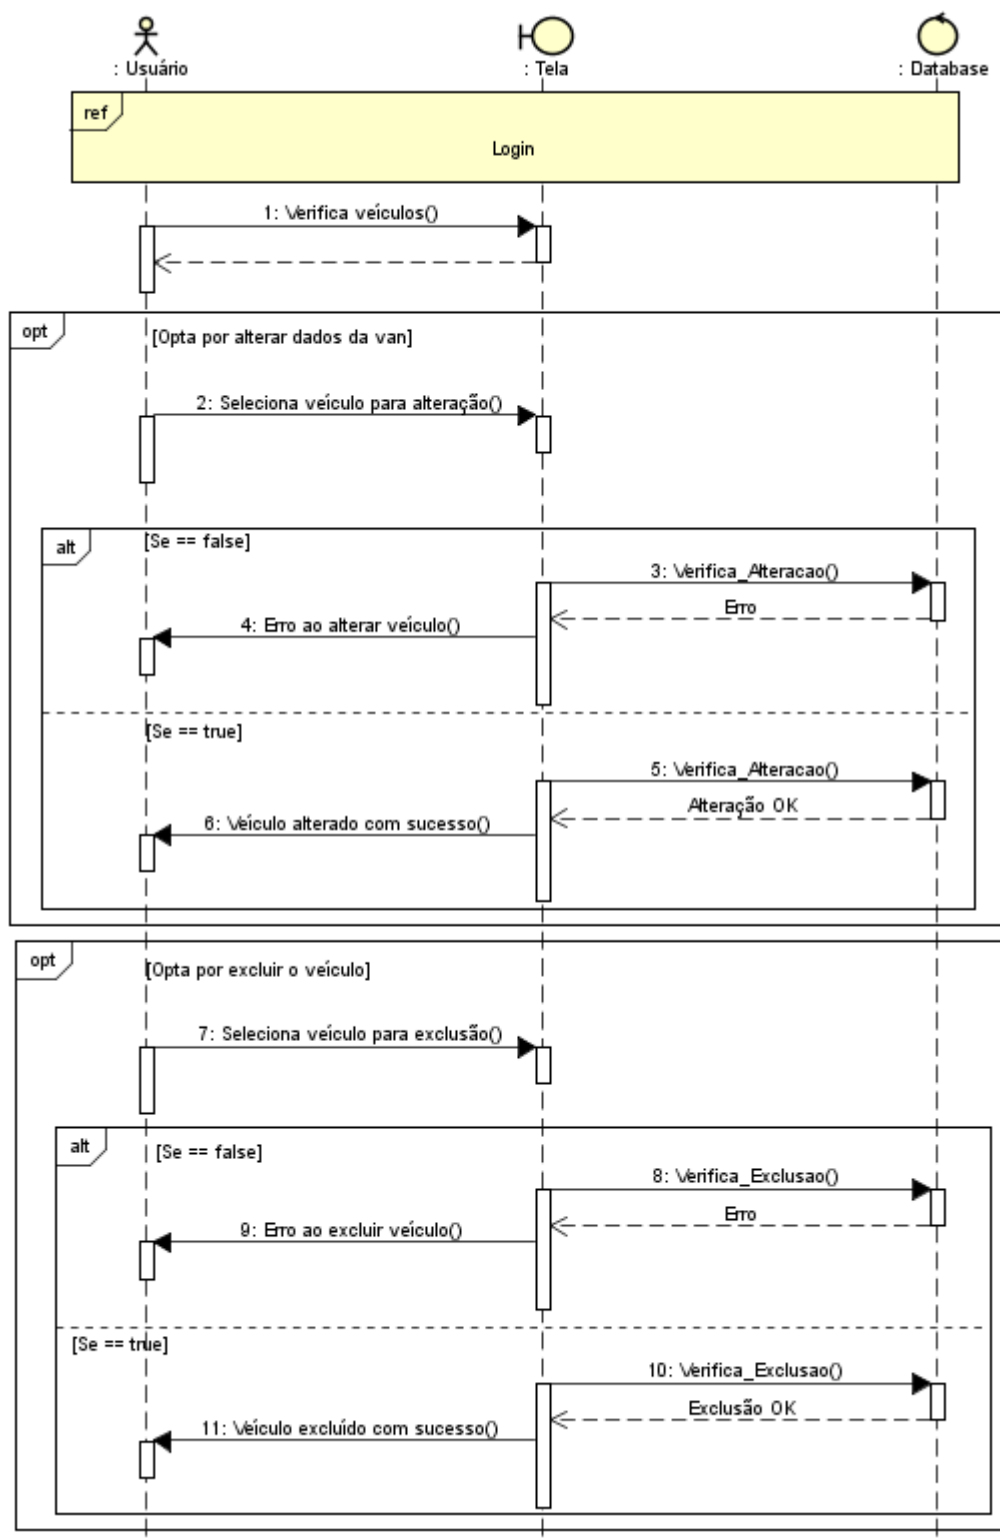 : Usuário
: Tela
: Database
ref
Login
1: Verifica veículos()
opt
[Opta por alterar dados da van]
2: Seleciona veículo para alteração()
alt
[Se == false]
3: Verifica_Alteracao()
Erro
4: Erro ao alterar veículo()
[Se == true]
5: Verifica_Alteracao()
Alteração OK
6: Veículo alterado com sucesso()
opt
[Opta por excluir o veículo]
7: Seleciona veículo para exclusão()
alt
[Se == false]
8: Verifica_Exclusao()
Erro
9: Erro ao excluir veículo()
[Se == true]
10: Verifica_Exclusao()
Exclusão OK
11: Veículo excluído com sucesso()